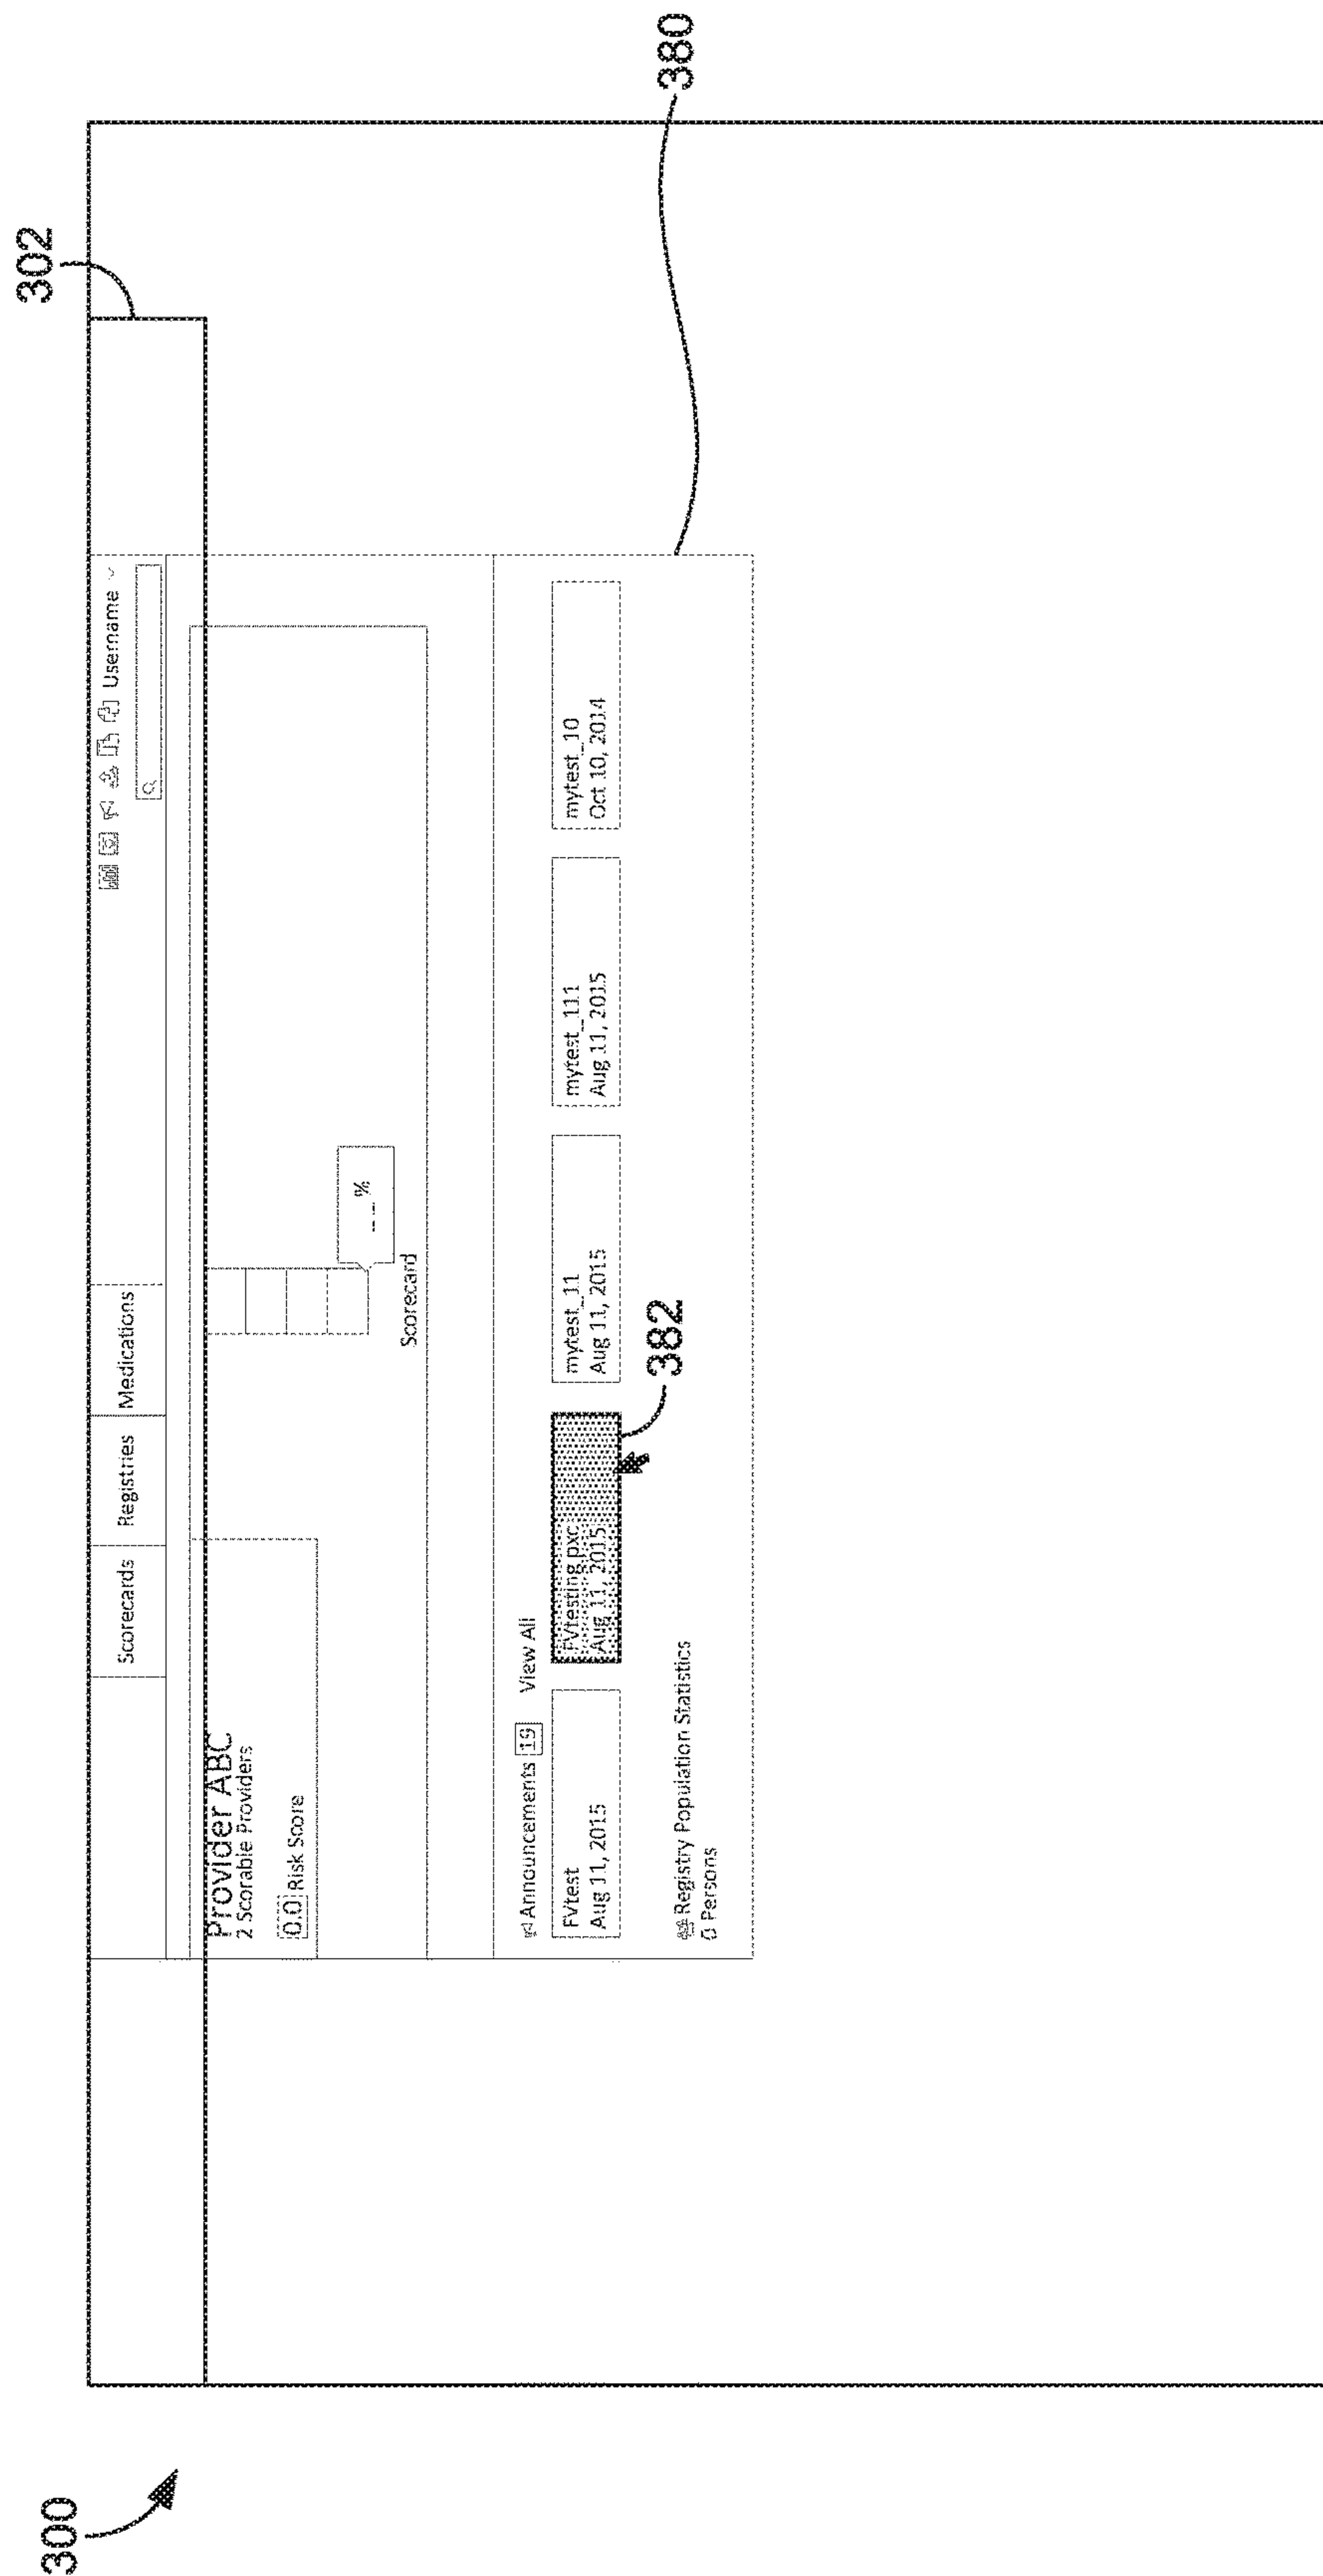 300
302
Scorecards Registries Medications
Username
Provider ABC
2 Scorable Providers
0.0 Risk Score
-- -- %
Scorecard
Announcements 19 View All
FVtest
Aug 11, 2015
FVtesting.pxc
Aug 11, 2015
mytest_11
Aug 11, 2015
mytest_111
Aug 11, 2015
mytest_10
Oct 10, 2014
382
380
Registry Population Statistics
0 Persons